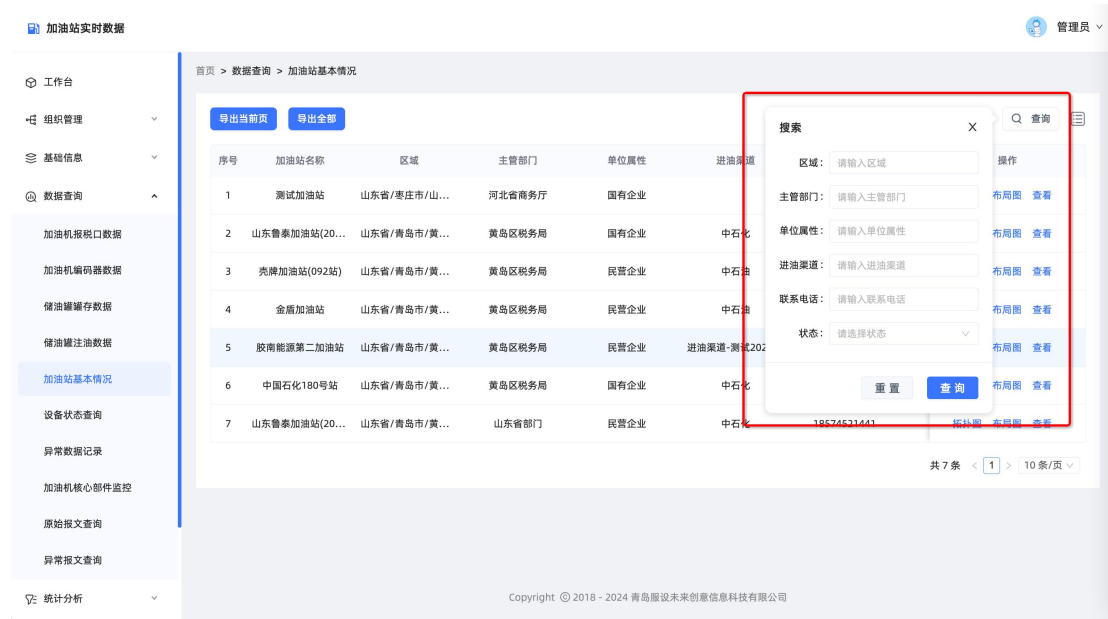 加油站实时数据
管理员
工作台
组织管理
基础信息
数据查询
加油机报税口数据
加油机编码器数据
储油罐罐存数据
储油罐注油数据
加油站基本情况
设备状态查询
异常数据记录
加油机核心部件监控
原始报文查询
异常报文查询
统计分析
首页 > 数据查询 > 加油站基本情况
导出当前页 导出全部
查询
序号 加油站名称 区域 主管部门 单位属性 进油渠道 操作
1 测试加油站 山东省/枣庄市/山... 河北省商务厅 国有企业 布局图 查看
2 山东鲁泰加油站(20... 山东省/青岛市/黄... 黄岛区税务局 国有企业 中石化 布局图 查看
3 壳牌加油站(092站) 山东省/青岛市/黄... 黄岛区税务局 民营企业 中石油 布局图 查看
4 金盾加油站 山东省/青岛市/黄... 黄岛区税务局 民营企业 中石油 布局图 查看
5 胶南能源第二加油站 山东省/青岛市/黄... 黄岛区税务局 民营企业 进油渠道-测试202 布局图 查看
6 中国石化180号站 山东省/青岛市/黄... 黄岛区税务局 国有企业 中石化 布局图 查看
7 山东鲁泰加油站(20... 山东省/青岛市/黄... 山东省部门 民营企业 中石化 18574521441 拓扑图 布局图 查看
搜索 X
区域： 请输入区域
主管部门： 请输入主管部门
单位属性： 请输入单位属性
进油渠道： 请输入进油渠道
联系电话： 请输入联系电话
状态： 请选择状态
重置 查询
共 7 条 < 1 > 10 条/页
Copyright © 2018 - 2024 青岛服设未来创意信息科技有限公司